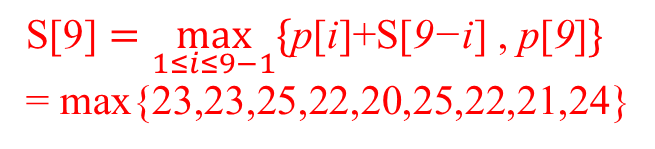 S[9] = max {p[i]+S[9−i] , p[9]}
1≤i≤9−1
= max{23,23,25,22,20,25,22,21,24}